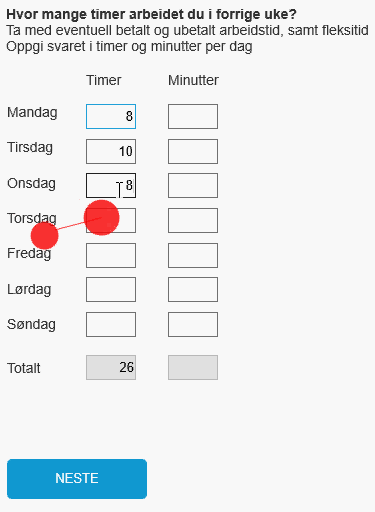 Hvor mange timer arbeidet du i forrige uke?
Ta med eventuell betalt og ubetalt arbeidstid, samt fleksitid
Oppgi svaret i timer og minutter per dag
Timer Minutter
Mandag 8
Tirsdag 10
Onsdag 8
Torsdag
Fredag
Lørdag
Søndag
Totalt 26
NESTE